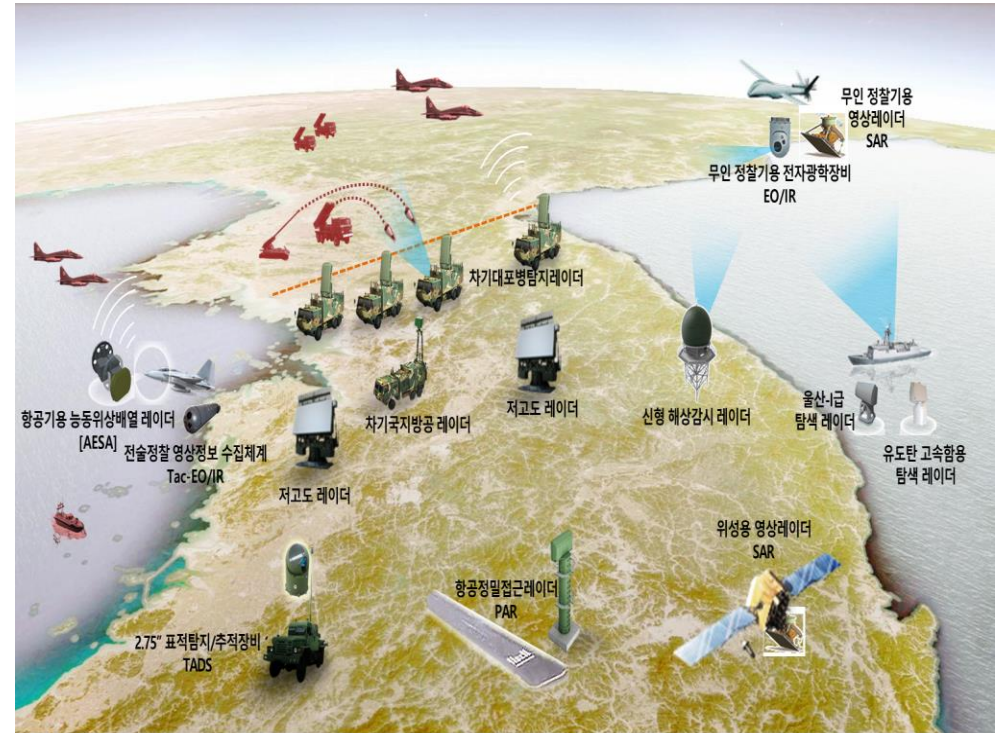 무인 정찰기용
영상레이더
SAR
무인 정찰기용 전자광학장비
EO/IR
차기대포병탐지레이더
항공기용 능동위상배열 레이더
[AESA]
전술정찰 영상정보 수집체계
Tac-EO/IR
차기국지방공 레이더
저고도 레이더
신형 해상감시 레이더
울산-I급
탐색 레이더
유도탄 고속함용
탐색 레이더
저고도 레이더
위성용 영상레이더
SAR
항공정밀접근레이더
PAR
2.75" 표적탐지/추적장비
TADS